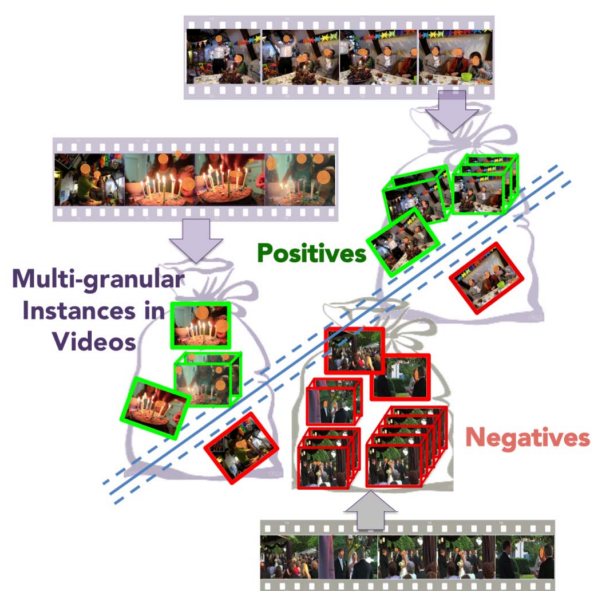 Positives
Multi-granular
Instances in
Videos
Negatives